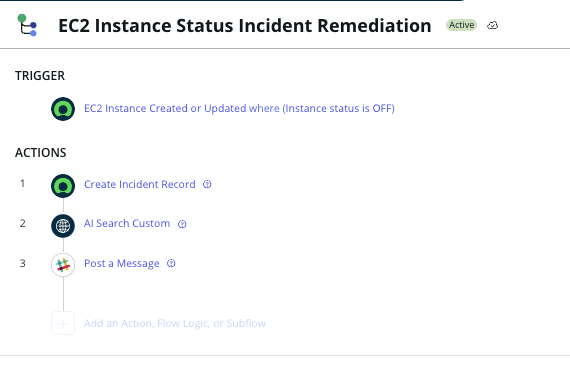 EC2 Instance Status Incident Remediation Active
TRIGGER
EC2 Instance Created or Updated where (Instance status is OFF)
ACTIONS
1 Create Incident Record
2 AI Search Custom
3 Post a Message
Add an Action, Flow Logic, or Subflow